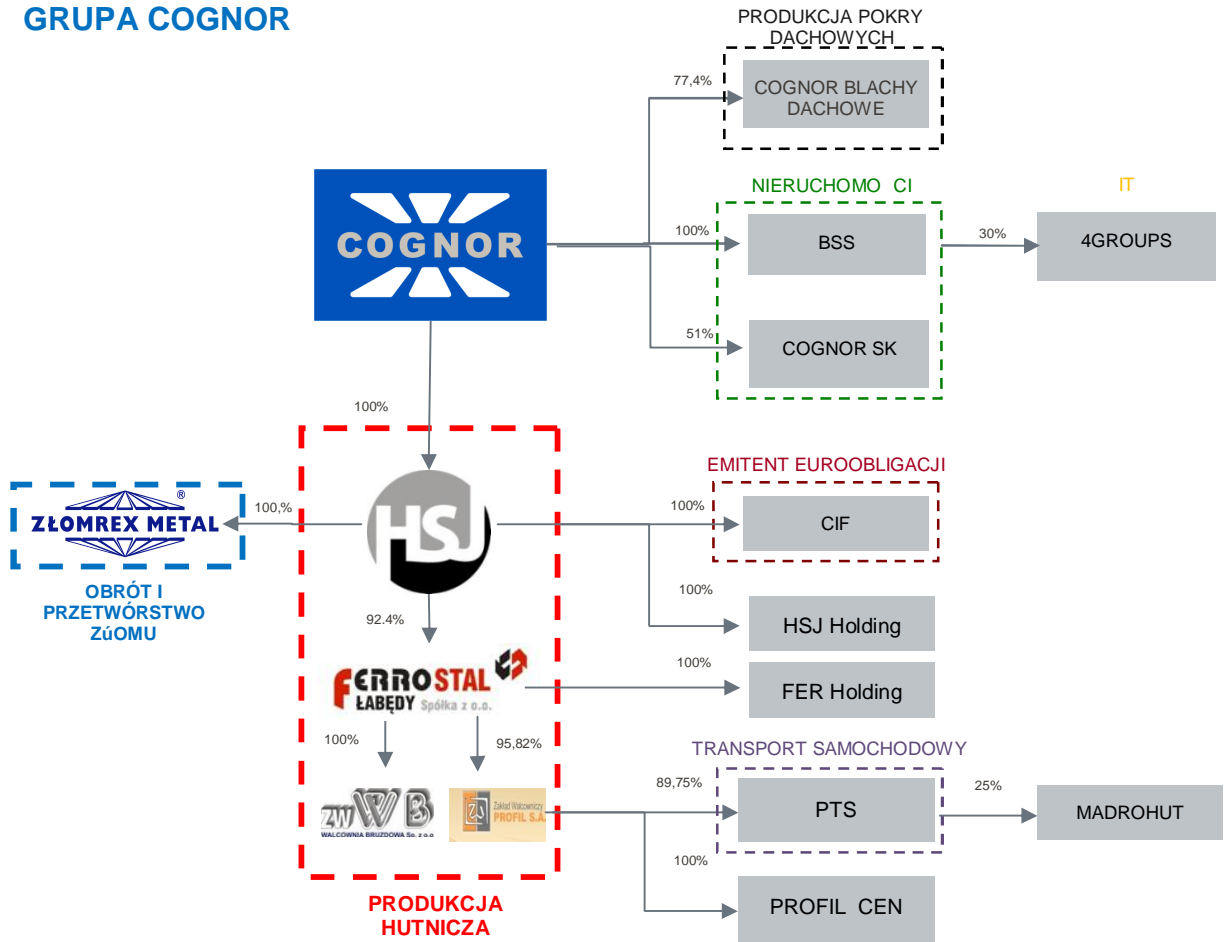 GRUPA COGNOR
PRODUKCJA POKRY
DACHOWYCH
77,4%
COGNOR BLACHY
DACHOWE
COGNOR
NIERUCHOMO CI
IT
100%
BSS
30%
4GROUPS
51%
COGNOR SK
100%
EMITENT EUROOBLIGACJI
®
ZŁOMREX METAL
100,%
HSJ
100%
CIF
OBRÓT I
PRZETWÓRSTWO
ZúOMU
92.4%
100%
HSJ Holding
FERROSTAL
ŁABĘDY Spółka z o.o.
100%
FER Holding
100%
95,82%
TRANSPORT SAMOCHODOWY
ZW WB
WALCOWNIA BRUZDOWA Sp. z o.o
Zakład Walcowniczy
PROFIL S.A.
89,75%
PTS
25%
MADROHUT
100%
PROFIL CEN
PRODUKCJA
HUTNICZA